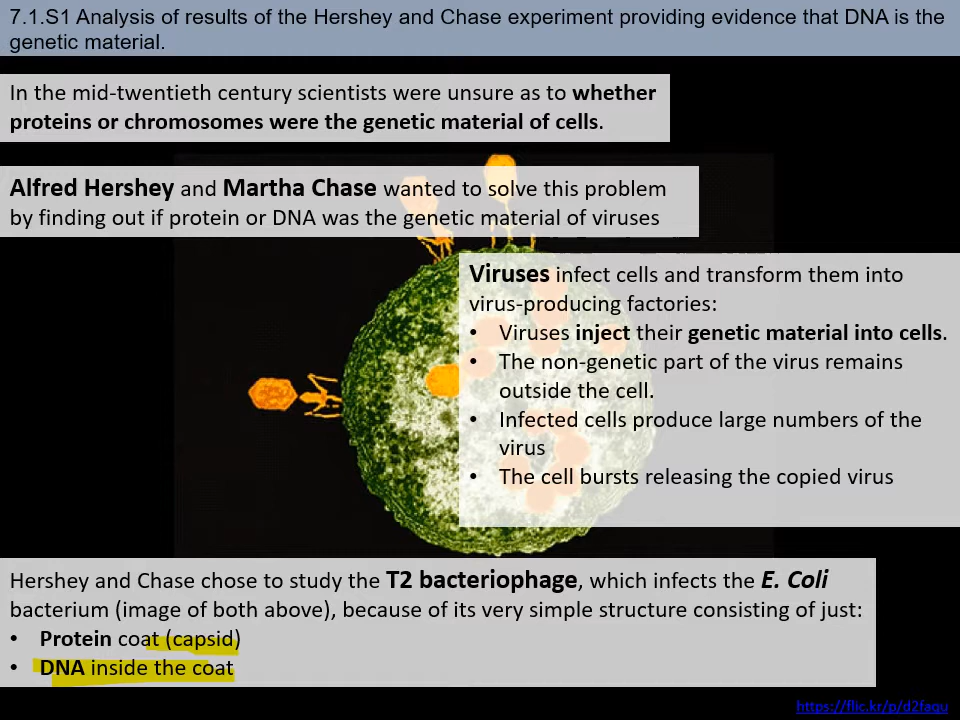 7.1.S1 Analysis of results of the Hershey and Chase experiment providing evidence that DNA is the
genetic material.
In the mid-twentieth century scientists were unsure as to whether
proteins or chromosomes were the genetic material of cells.
Alfred Hershey and Martha Chase wanted to solve this problem
by finding out if protein or DNA was the genetic material of viruses
Viruses infect cells and transform them into
virus-producing factories:
• Viruses inject their genetic material into cells.
• The non-genetic part of the virus remains
outside the cell.
• Infected cells produce large numbers of the
virus
• The cell bursts releasing the copied virus
Hershey and Chase chose to study the T2 bacteriophage, which infects the E. Coli
bacterium (image of both above), because of its very simple structure consisting of just:
• Protein coat (capsid)
• DNA inside the coat
https://flic.kr/p/d2faqu